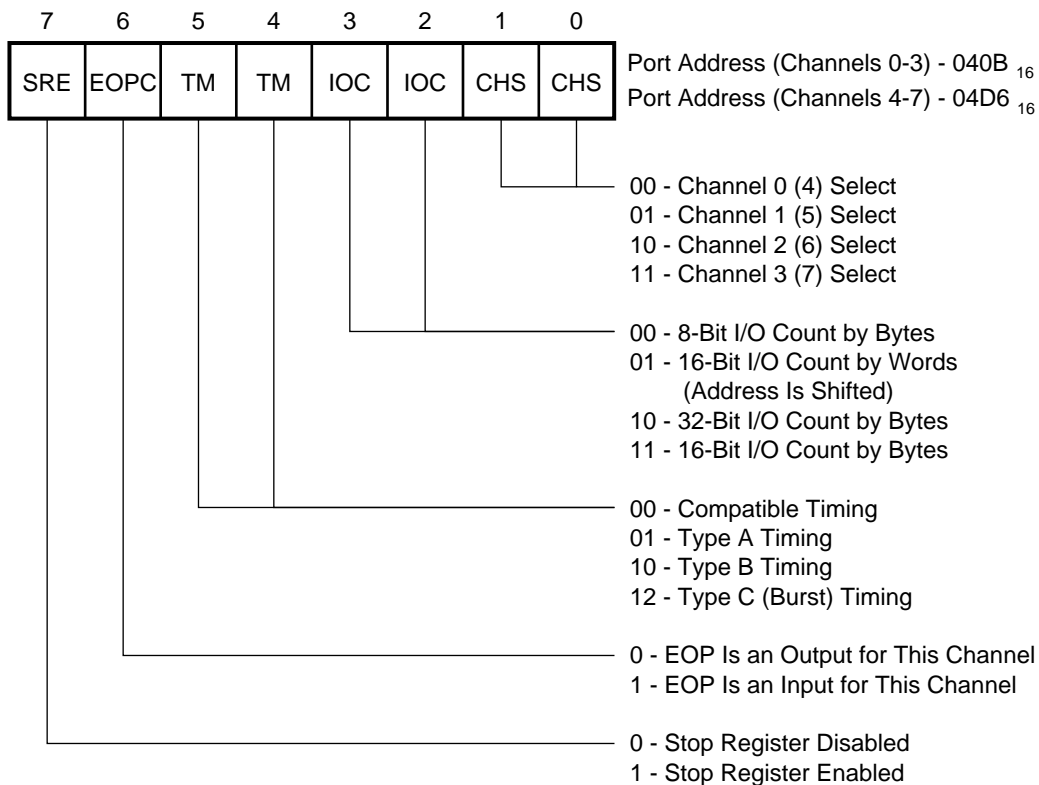 7 6 5 4 3 2 1 0
SRE EOPC TM TM IOC IOC CHS CHS
Port Address (Channels 0-3) - 040B 16
Port Address (Channels 4-7) - 04D6 16
00 - Channel 0 (4) Select
01 - Channel 1 (5) Select
10 - Channel 2 (6) Select
11 - Channel 3 (7) Select
00 - 8-Bit I/O Count by Bytes
01 - 16-Bit I/O Count by Words
(Address Is Shifted)
10 - 32-Bit I/O Count by Bytes
11 - 16-Bit I/O Count by Bytes
00 - Compatible Timing
01 - Type A Timing
10 - Type B Timing
12 - Type C (Burst) Timing
0 - EOP Is an Output for This Channel
1 - EOP Is an Input for This Channel
0 - Stop Register Disabled
1 - Stop Register Enabled